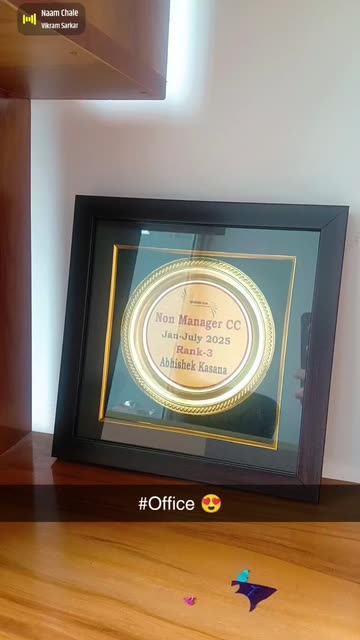 Naam Chale
Vikram Sarkar
Non Manager CC
Jan-July 2025
Rank-3
Abhishek Kasana
#Office 😍